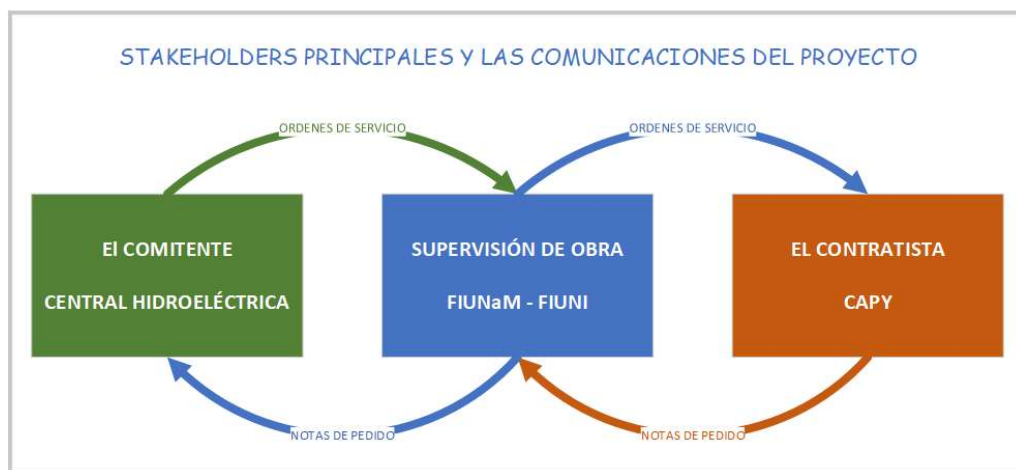 STAKEHOLDERS PRINCIPALES Y LAS COMUNICACIONES DEL PROYECTO
ORDENES DE SERVICIO
ORDENES DE SERVICIO
El COMITENTE
CENTRAL HIDROELÉCTRICA
SUPERVISIÓN DE OBRA
FIUNaM - FIUNI
EL CONTRATISTA
CAPY
NOTAS DE PEDIDO
NOTAS DE PEDIDO